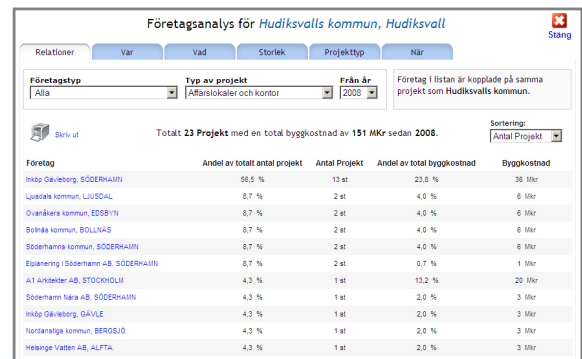 Företagsanalys för Hudiksvalls kommun, Hudiksvall
Stäng
Relationer Var Vad Storlek Projekttyp När
Företagstyp Typ av projekt Från år
Alla Affärslokaler och kontor 2008
Företag i listan är kopplade på samma
projekt som Hudiksvalls kommun.
Skriv ut
Totalt 23 Projekt med en total byggkostnad av 151 MKr sedan 2008.
Sortering:
Antal Projekt
Företag Andel av totalt antal projekt Antal Projekt Andel av total byggkostnad Byggkostnad
Inköp Gävleborg, SÖDERHAMN 56,5 % 13 st 23,8 % 36 Mkr
Ljusdals kommun, LJUSDAL 8,7 % 2 st 4,0 % 6 Mkr
Ovanåkers kommun, EDSBYN 8,7 % 2 st 4,0 % 6 Mkr
Bollnäs kommun, BOLLNÄS 8,7 % 2 st 4,0 % 6 Mkr
Söderhamns kommun, SÖDERHAMN 8,7 % 2 st 4,0 % 6 Mkr
Elplanering i Söderhamn AB, SÖDERHAMN 8,7 % 2 st 0,7 % 1 Mkr
A1 Arkitekter AB, STOCKHOLM 4,3 % 1 st 13,2 % 20 Mkr
Söderhamn Nära AB, SÖDERHAMN 4,3 % 1 st 2,0 % 3 Mkr
Inköp Gävleborg, GÄVLE 4,3 % 1 st 2,0 % 3 Mkr
Nordanstigs kommun, BERGSJÖ 4,3 % 1 st 2,0 % 3 Mkr
Helsinge Vatten AB, ALFTA 4,3 % 1 st 2,0 % 3 Mkr